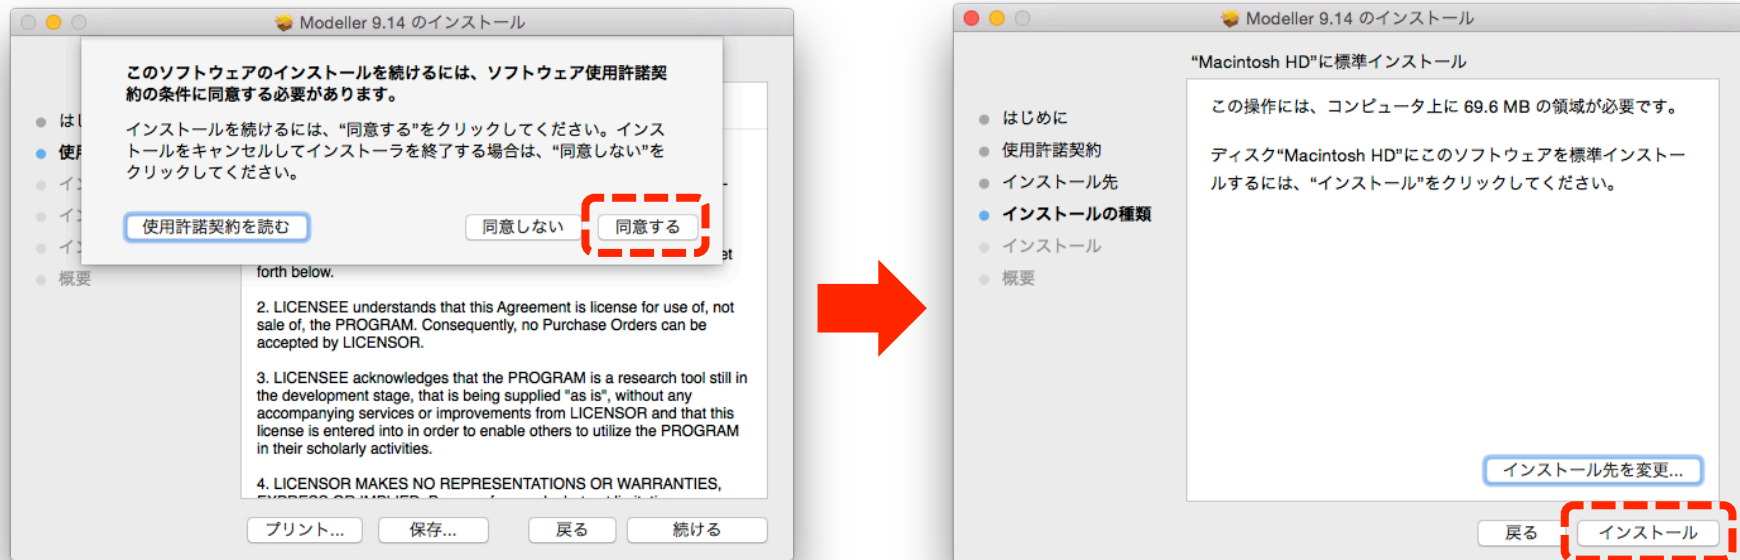 Modeller 9.14 のインストール
このソフトウェアのインストールを続けるには、ソフトウェア使用許諾契
約の条件に同意する必要があります。
インストールを続けるには、“同意する”をクリックしてください。インス
トールをキャンセルしてインストーラを終了する場合は、“同意しない”を
クリックしてください。
使用許諾契約を読む
同意しない
同意する
概要
forth below.
2. LICENSEE understands that this Agreement is license for use of, not
sale of, the PROGRAM. Consequently, no Purchase Orders can be
accepted by LICENSOR.
3. LICENSEE acknowledges that the PROGRAM is a research tool still in
the development stage, that is being supplied "as is", without any
accompanying services or improvements from LICENSOR and that this
license is entered into in order to enable others to utilize the PROGRAM
in their scholarly activities.
4. LICENSOR MAKES NO REPRESENTATIONS OR WARRANTIES,
プリント...
保存...
戻る
続ける
Modeller 9.14 のインストール
“Macintosh HD”に標準インストール
はじめに
使用許諾契約
インストール先
インストールの種類
インストール
概要
この操作には、コンピュータ上に 69.6 MB の領域が必要です。
ディスク“Macintosh HD”にこのソフトウェアを標準インストー
ルするには、“インストール”をクリックしてください。
インストール先を変更...
戻る
インストール